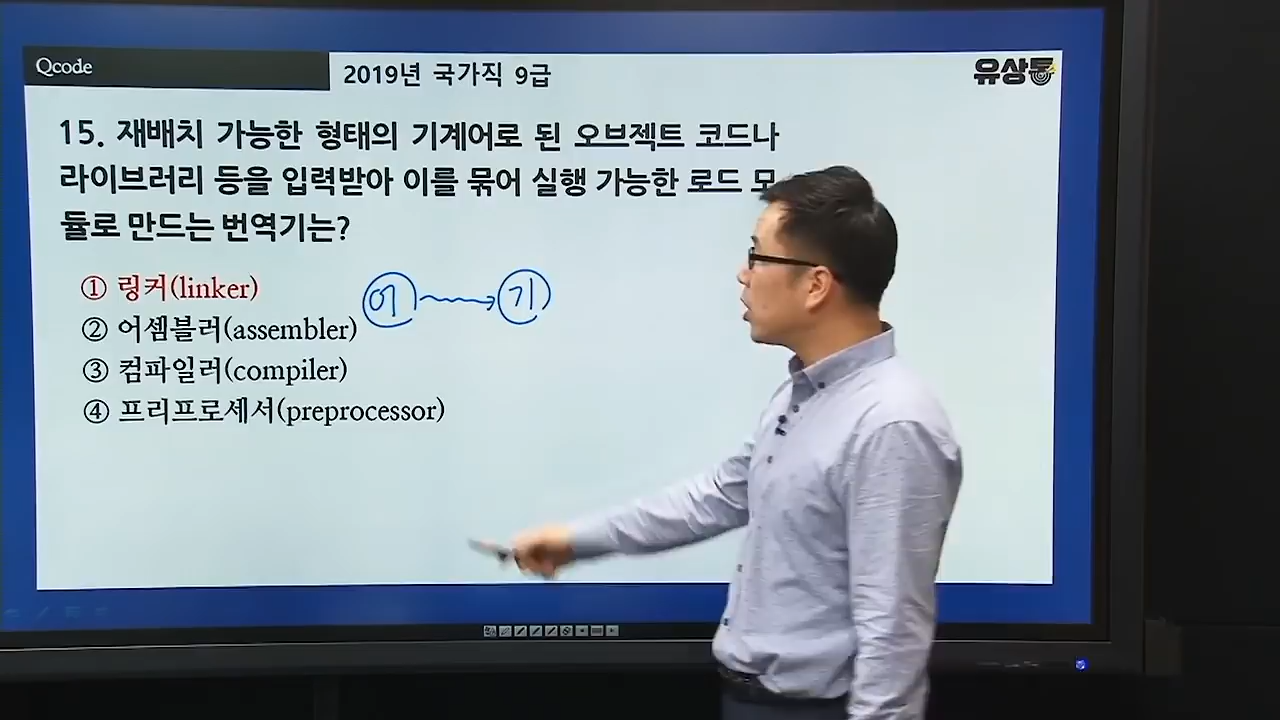 Qcode
2019년 국가직 9급
유상통
15. 재배치 가능한 형태의 기계어로 된 오브젝트 코드나
라이브러리 등을 입력받아 이를 묶어 실행 가능한 로드 모
듈로 만드는 번역기는?
① 링커(linker)
어 기
② 어셈블러(assembler)
③ 컴파일러(compiler)
④ 프리프로세서(preprocessor)